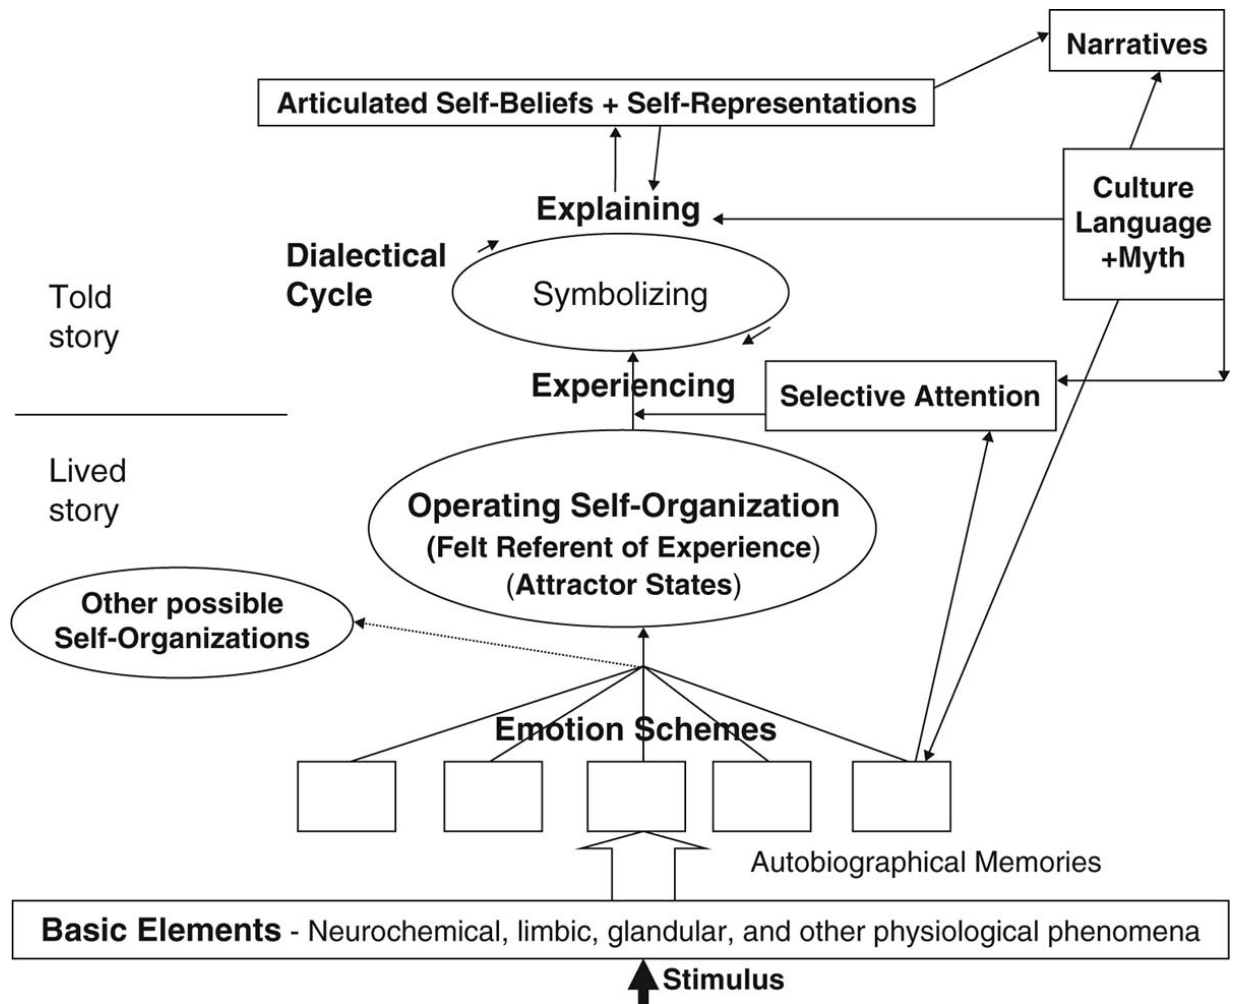 Narratives
Articulated Self-Beliefs + Self-Representations
Culture
Language
+Myth
Explaining
Dialectical
Cycle
Symbolizing
Told
story
Experiencing
Selective Attention
Lived
story
Operating Self-Organization
(Felt Referent of Experience)
(Attractor States)
Other possible
Self-Organizations
Emotion Schemes
Autobiographical Memories
Basic Elements - Neurochemical, limbic, glandular, and other physiological phenomena
Stimulus